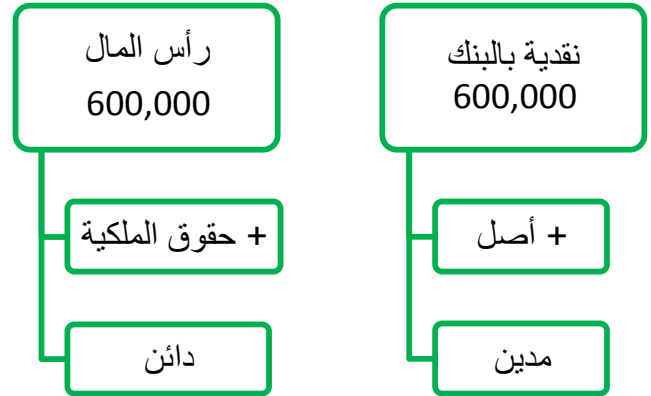 نقدية بالبنك
600,000
+ أصل
مدين
رأس المال
600,000
+ حقوق الملكية
دائن